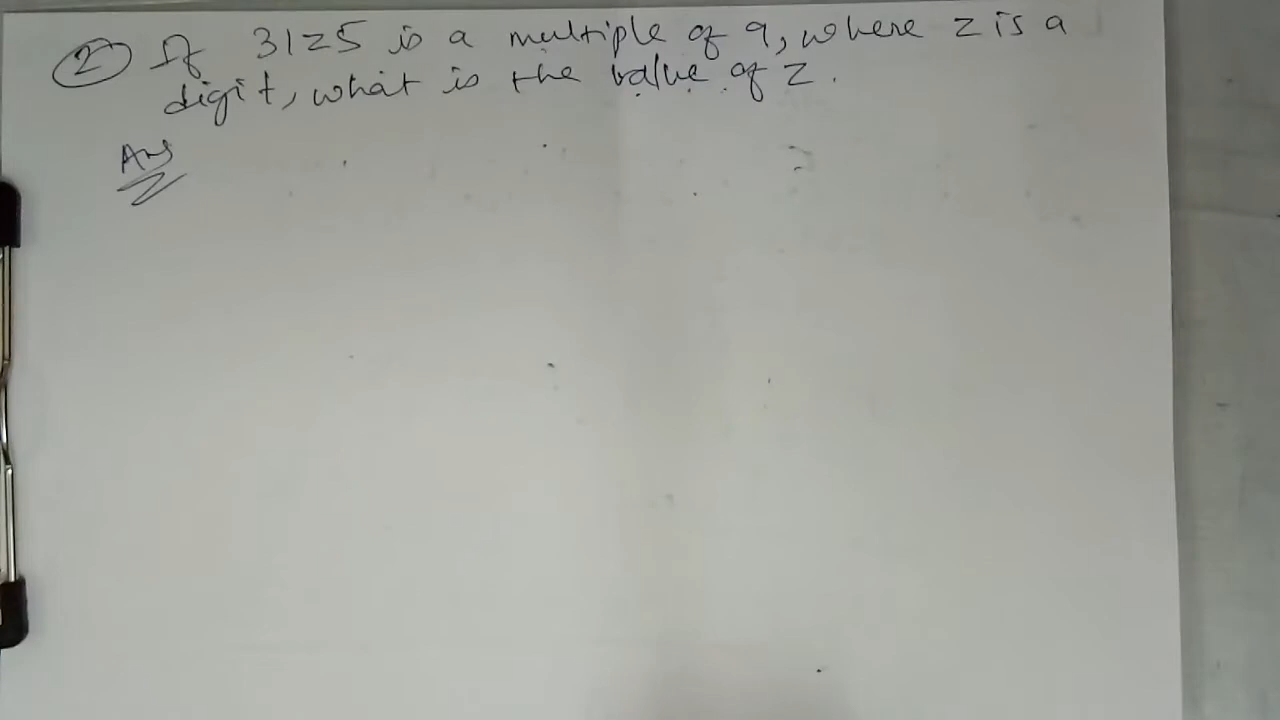 2 If 31z5 is a multiple of 9, where z is a
digit, what is the value of z.
Ans